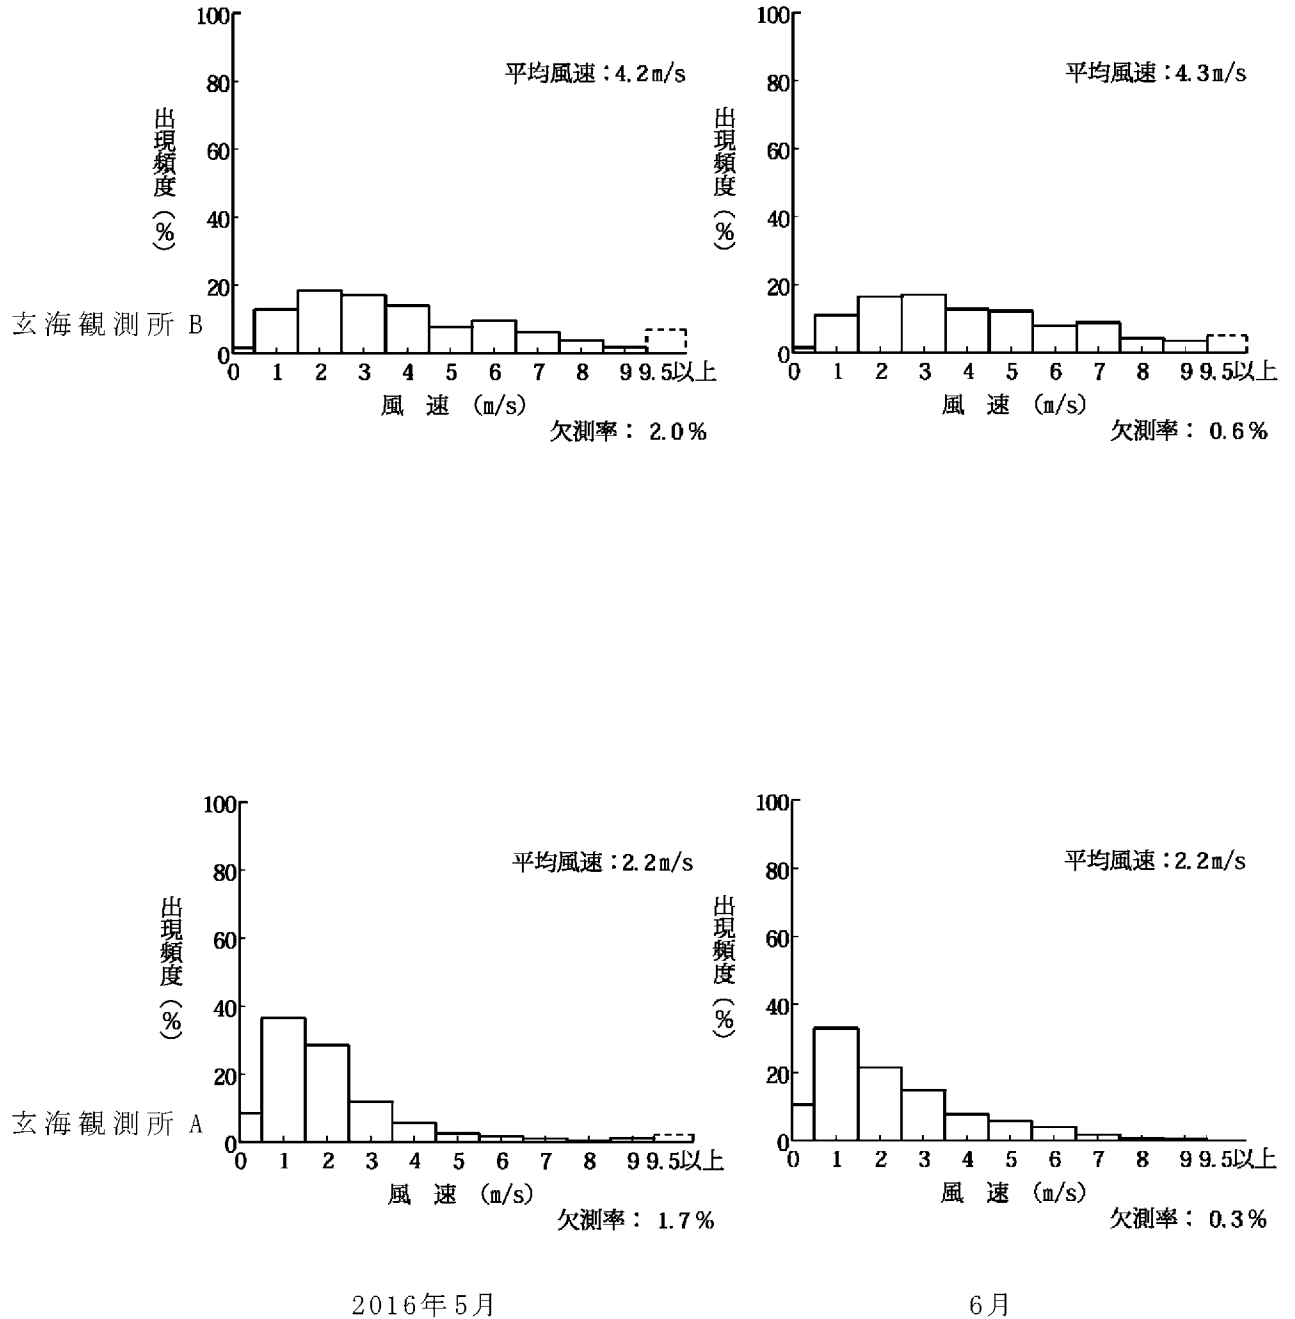 100
80
60
40
20
0
出現頻度(%)
平均風速:4.2m/s
0 1 2 3 4 5 6 7 8 9 9.5以上
風 速 (m/s)
欠測率: 2.0%
100
80
60
40
20
0
出現頻度(%)
平均風速:4.3m/s
0 1 2 3 4 5 6 7 8 9 9.5以上
風 速 (m/s)
欠測率: 0.6%
玄海観測所 B
100
80
60
40
20
0
出現頻度(%)
平均風速:2.2m/s
0 1 2 3 4 5 6 7 8 9 9.5以上
風 速 (m/s)
欠測率: 1.7%
100
80
60
40
20
0
出現頻度(%)
平均風速:2.2m/s
0 1 2 3 4 5 6 7 8 9 9.5以上
風 速 (m/s)
欠測率: 0.3%
玄海観測所 A
2016年5月
6月